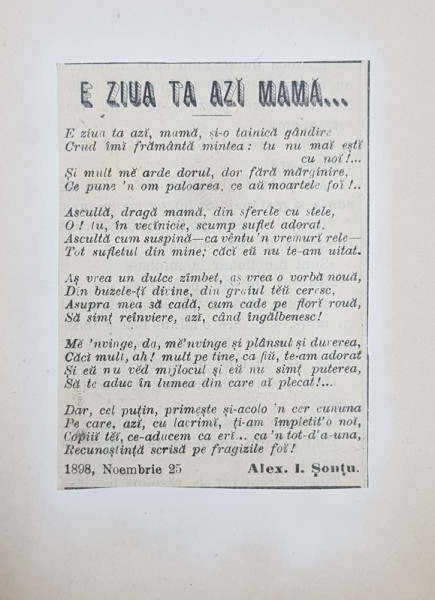 E ZIUA TA AZĬ MAMĂ...
E ziua ta azĭ, mamă, și-o tainică gândire
Crud îmĭ frământă mintea: tu nu maĭ eștĭ
cu noĭ!...
Și mult mĕ arde dorul, dor fără mărginire,
Ce pune 'n om paloarea, ce aŭ moartele foĭ!..
Ascultă, dragă mamă, din sferele cu stele,
O! tu, în vecinicie, scump suflet adorat,
Ascultă cum suspină—ca vêntu 'n vremurĭ rele—
Tot sufletul din mine; căcĭ eŭ nu te-am uitat.
Aș vrea un dulce zîmbet, aș vrea o vorbă nouă,
Din buzele-țĭ divine, din graiul tĕŭ ceresc,
Asupra mea să cadă, cum cade pe florĭ rouă,
Să simt reînviere, azĭ, când îngălbenesc!
Mĕ 'nvinge, da, mĕ'nvinge și plânsul și durerea,
Căcĭ mult, ah! mult pe tine, ca fiŭ, te-am adorat
Și eŭ nu vĕd mijlocul și eŭ nu simt puterea,
Să te aduc în lumea din care aĭ plecat!...
Dar, cel puțin, primește și-acolo 'n cer cununa
Pe care, azĭ, cu lacrimĭ, țĭ-am împletit'o noĭ,
Copiiĭ tĕĭ, ce-aducem ca erĭ... ca 'n tot-d'a-una,
Recunoștință scrisă pe fragizile foĭ!
1898, Noembrie 25 Alex. I. Șonțu.